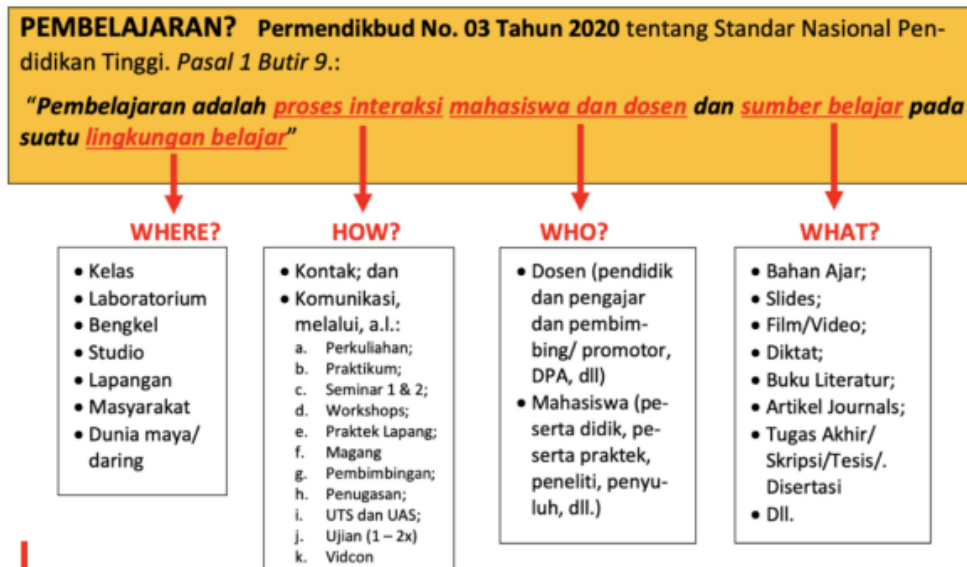 PEMBELAJARAN? Permendikbud No. 03 Tahun 2020 tentang Standar Nasional Pen-
didikan Tinggi. Pasal 1 Butir 9.:
“Pembelajaran adalah proses interaksi mahasiswa dan dosen dan sumber belajar pada
suatu lingkungan belajar”
WHERE?
• Kelas
• Laboratorium
• Bengkel
• Studio
• Lapangan
• Masyarakat
• Dunia maya/
daring
HOW?
• Kontak; dan
• Komunikasi,
melalui, a.l.:
a. Perkuliahan;
b. Praktikum;
c. Seminar 1 & 2;
d. Workshops;
e. Praktek Lapang;
f. Magang
g. Pembimbingan;
h. Penugasan;
i. UTS dan UAS;
j. Ujian (1 – 2x)
k. Vidcon
WHO?
• Dosen (pendidik
dan pengajar
dan pembim-
bing/ promotor,
DPA, dll)
• Mahasiswa (pe-
serta didik, pe-
serta praktek,
peneliti, penyu-
luh, dll.)
WHAT?
• Bahan Ajar;
• Slides;
• Film/Video;
• Diktat;
• Buku Literatur;
• Artikel Journals;
• Tugas Akhir/
Skripsi/Tesis/.
Disertasi
• Dll.